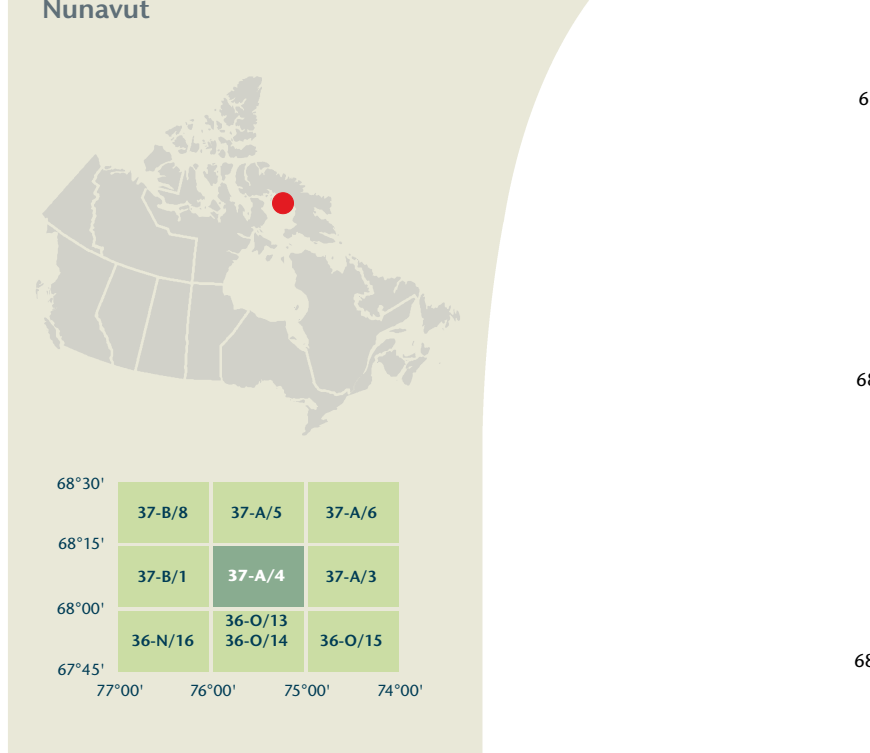 Nunavut
68°30'
37-B/8 37-A/5 37-A/6
68°15'
37-B/1 37-A/4 37-A/3
68°00'
36-O/13
36-N/16 36-O/14 36-O/15
67°45'
77°00' 76°00' 75°00' 74°00'